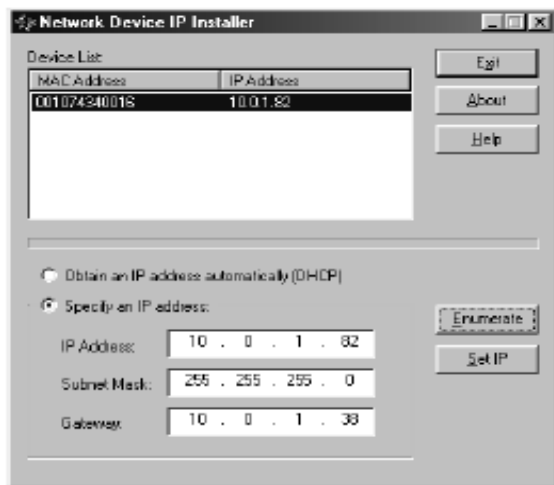 Network Device IP Installer
Device List:
MAC Address IP Address
001074340016 10.0.1.82
Exit
About
Help
Obtain an IP address automatically (DHCP)
Specify an IP address:
IP Address: 10 . 0 . 1 . 82
Subnet Mask: 255 . 255 . 255 . 0
Gateway: 10 . 0 . 1 . 38
Enumerate
Set IP